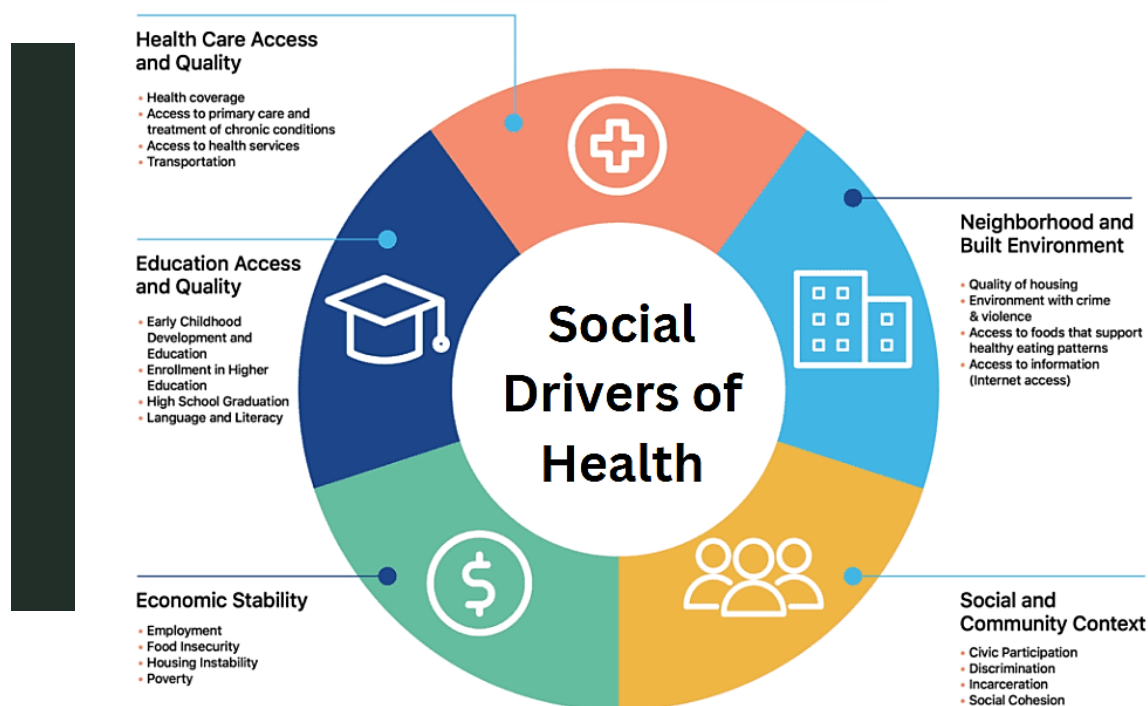 Health Care Access
and Quality
• Health coverage
• Access to primary care and
treatment of chronic conditions
• Access to health services
• Transportation
Education Access
and Quality
• Early Childhood
Development and
Education
• Enrollment in Higher
Education
• High School Graduation
• Language and Literacy
Economic Stability
• Employment
• Food Insecurity
• Housing Instability
• Poverty
Social
Drivers of
Health
$
Neighborhood and
Built Environment
• Quality of housing
• Environment with crime
& violence
• Access to foods that support
healthy eating patterns
• Access to information
(Internet access)
Social and
Community Context
• Civic Participation
• Discrimination
• Incarceration
• Social Cohesion